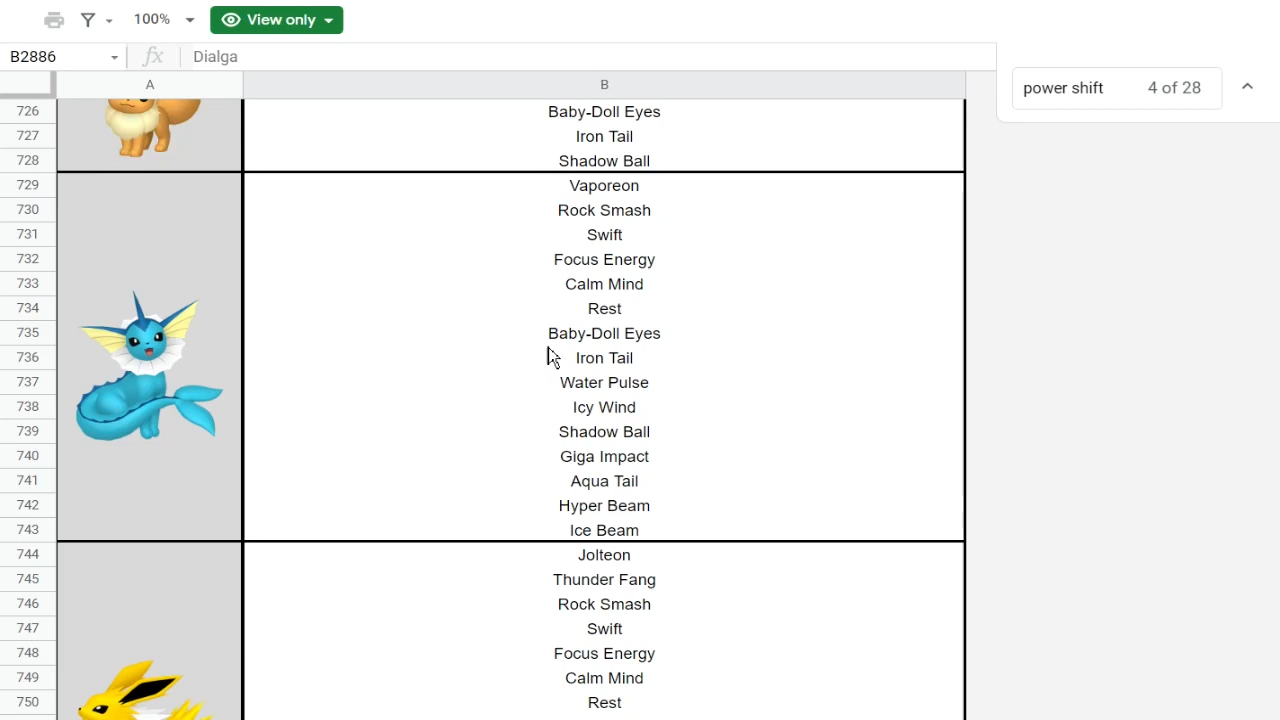 100%
View only
B2886
fx
Dialga
power shift
4 of 28
A
B
726
Baby-Doll Eyes
727
Iron Tail
728
Shadow Ball
729
Vaporeon
730
Rock Smash
731
Swift
732
Focus Energy
733
Calm Mind
734
Rest
735
Baby-Doll Eyes
736
Iron Tail
737
Water Pulse
738
Icy Wind
739
Shadow Ball
740
Giga Impact
741
Aqua Tail
742
Hyper Beam
743
Ice Beam
744
Jolteon
745
Thunder Fang
746
Rock Smash
747
Swift
748
Focus Energy
749
Calm Mind
750
Rest